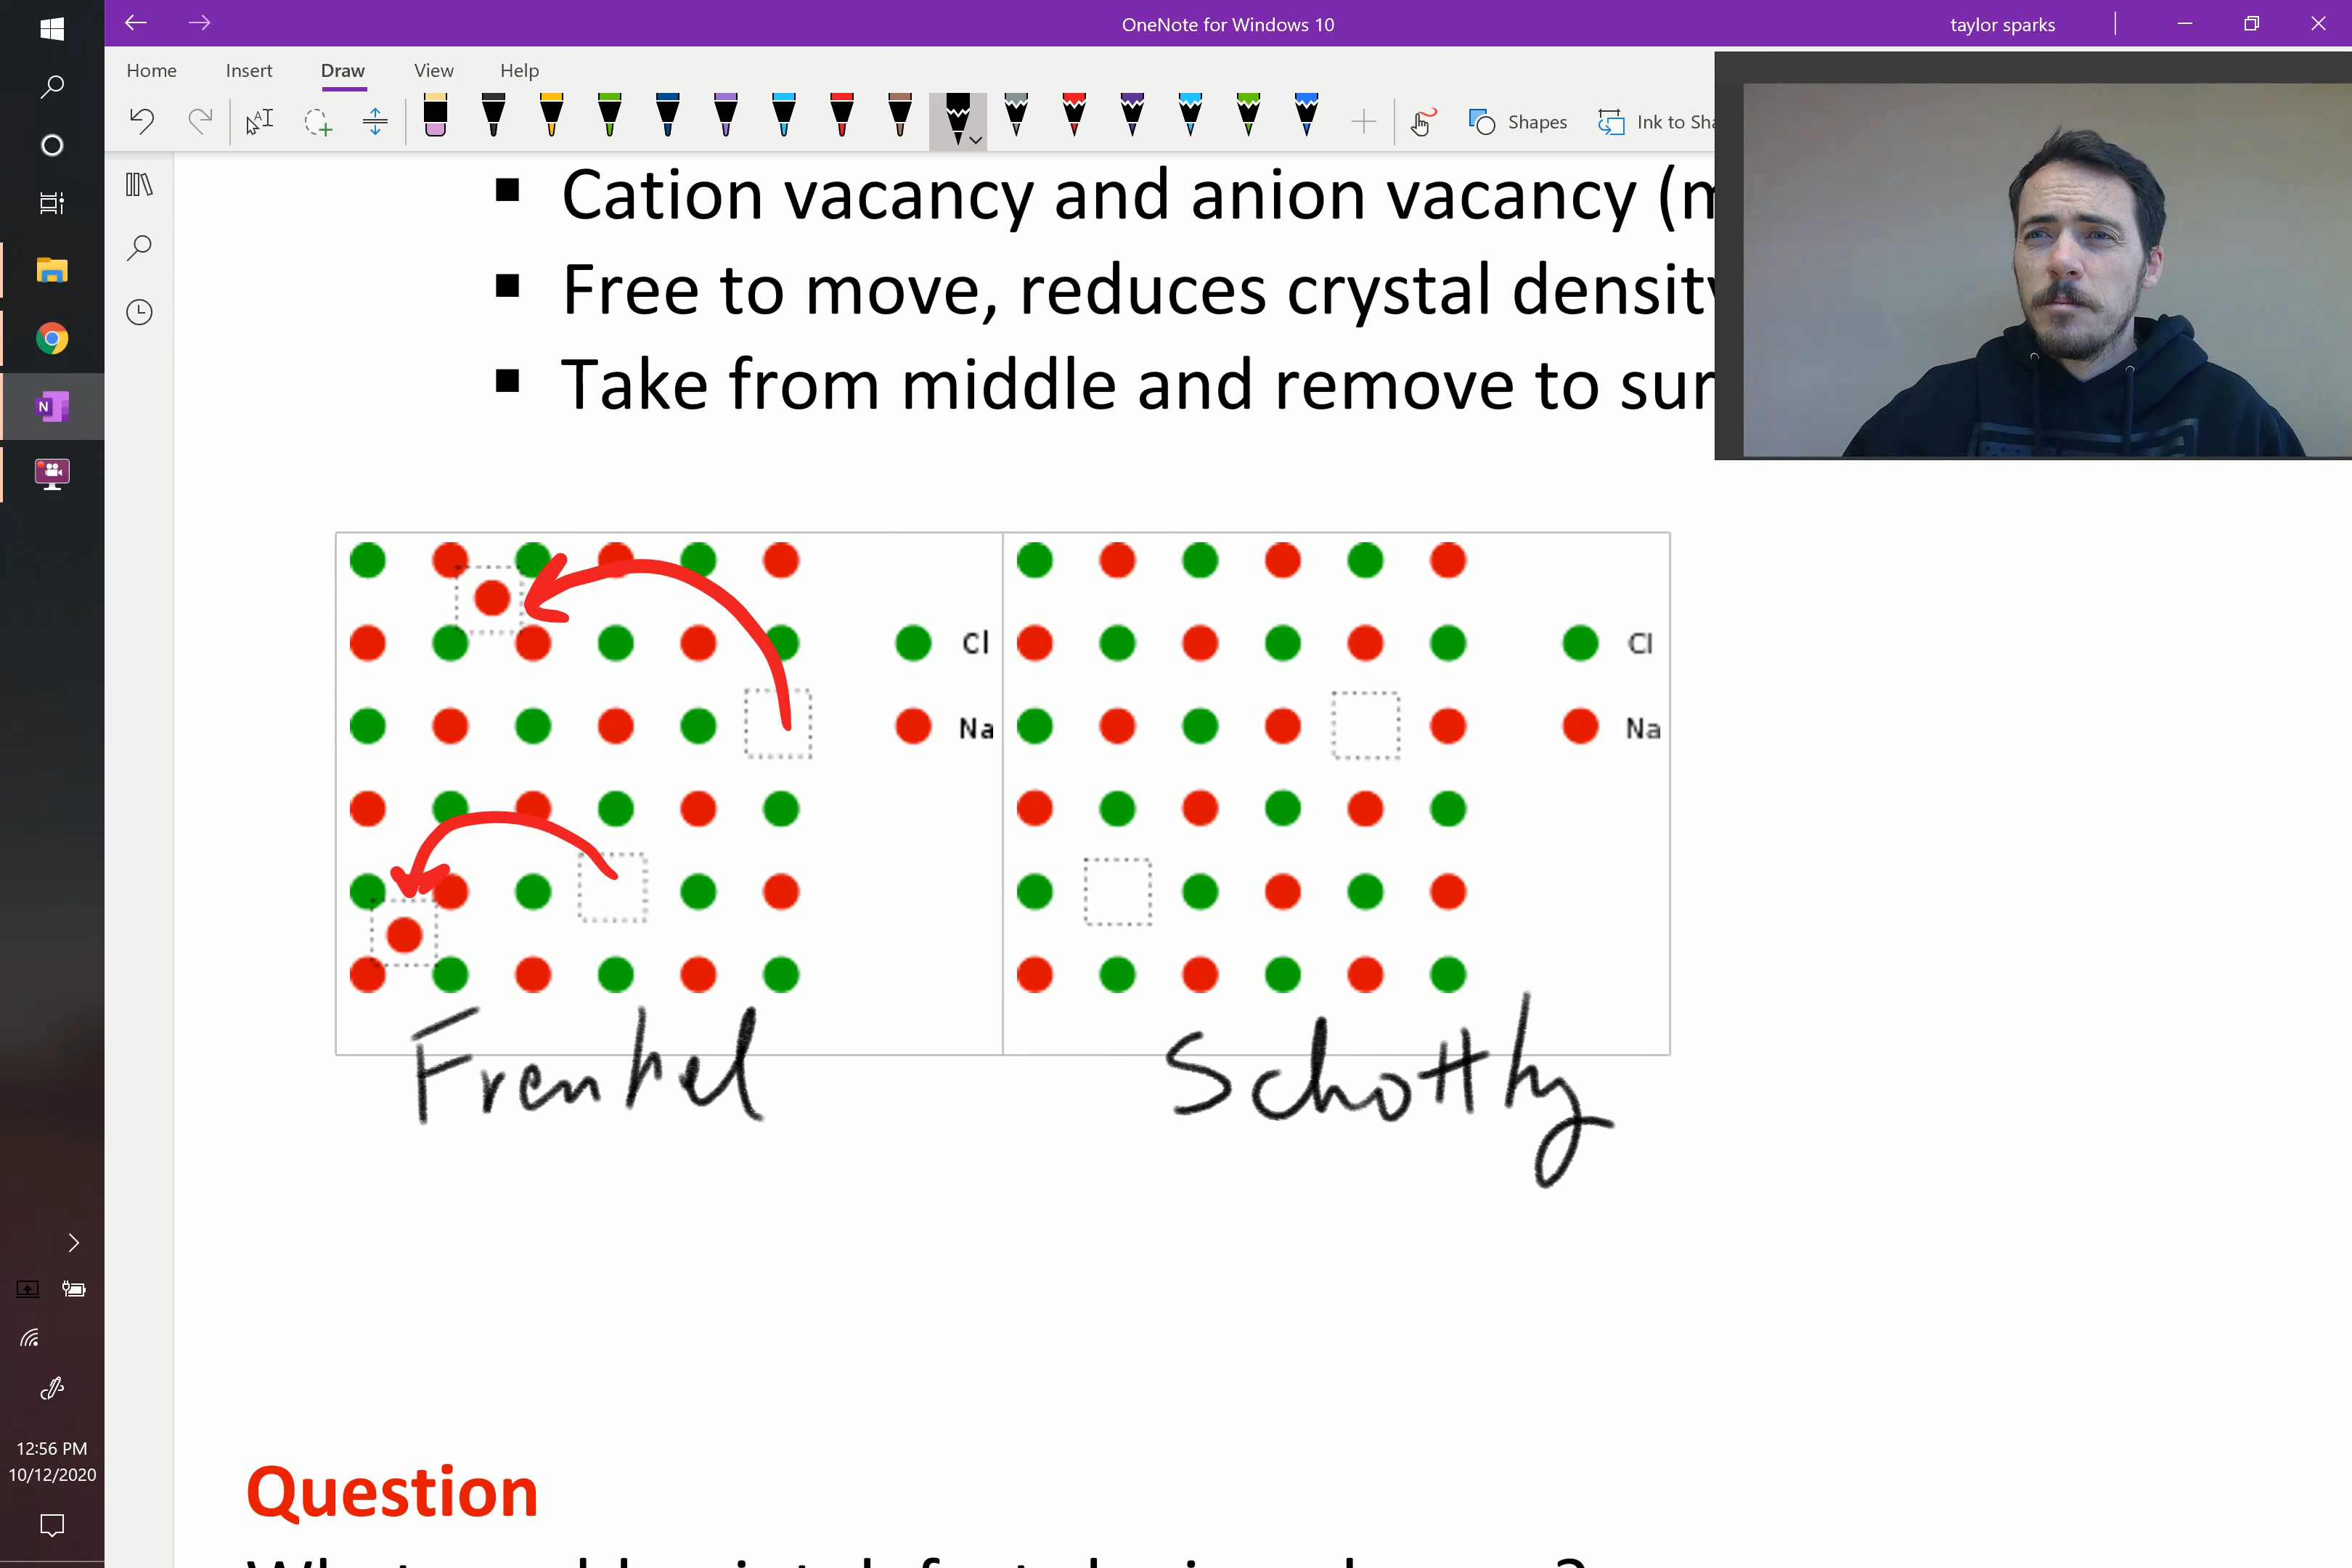 OneNote for Windows 10
taylor sparks
Home Insert Draw View Help
Shapes
Ink to Sha
Cation vacancy and anion vacancy (m
Free to move, reduces crystal density
Take from middle and remove to sur
Cl
Na
Cl
Na
Frenkel
Schottky
12:56 PM
10/12/2020
Question